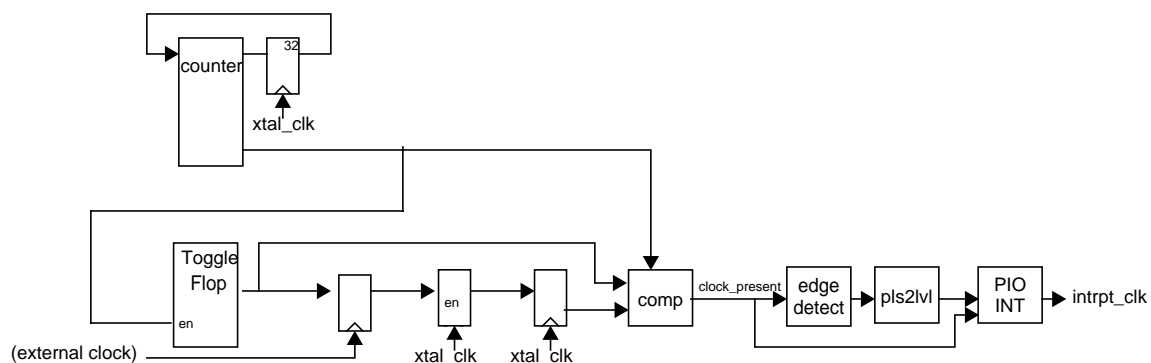 32
counter
xtal_clk
Toggle
Flop
en
en
comp
clock_present
edge
detect
pls2lvl
PIO
INT
intrpt_clk
(external clock)
xtal_clk
xtal_clk